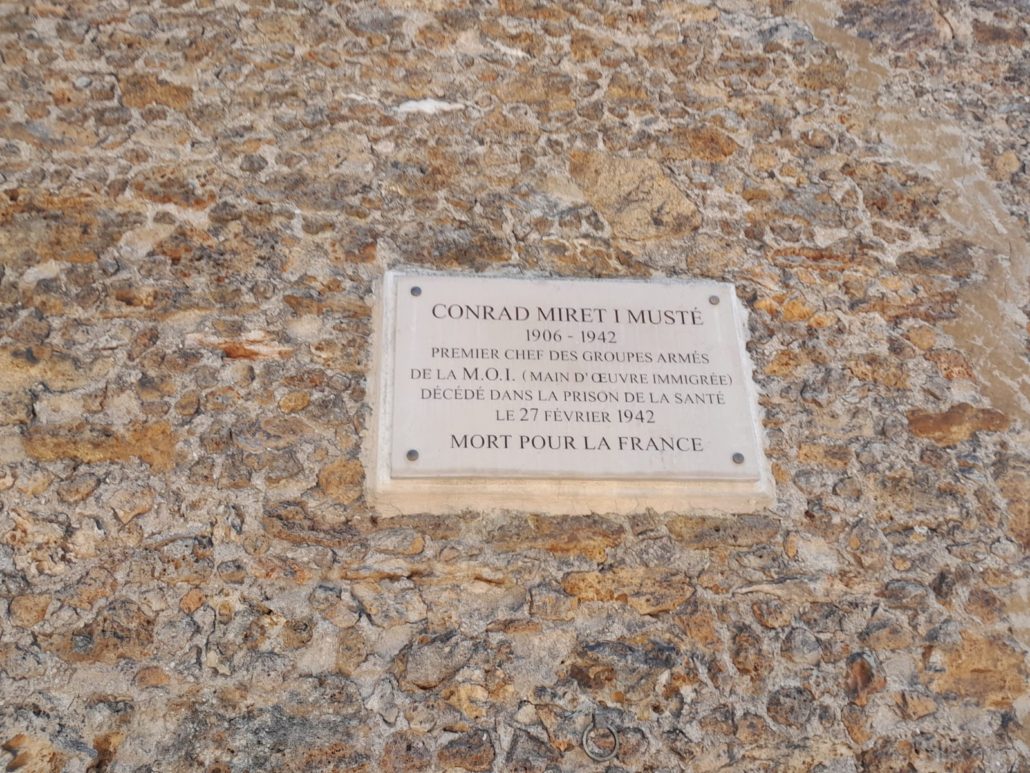 CONRAD MIRET I MUSTÉ
1906 - 1942
PREMIER CHEF DES GROUPES ARMÉS
DE LA M.O.I. (MAIN D'ŒUVRE IMMIGRÉE)
DÉCÉDÉ DANS LA PRISON DE LA SANTÉ
LE 27 FÉVRIER 1942
MORT POUR LA FRANCE